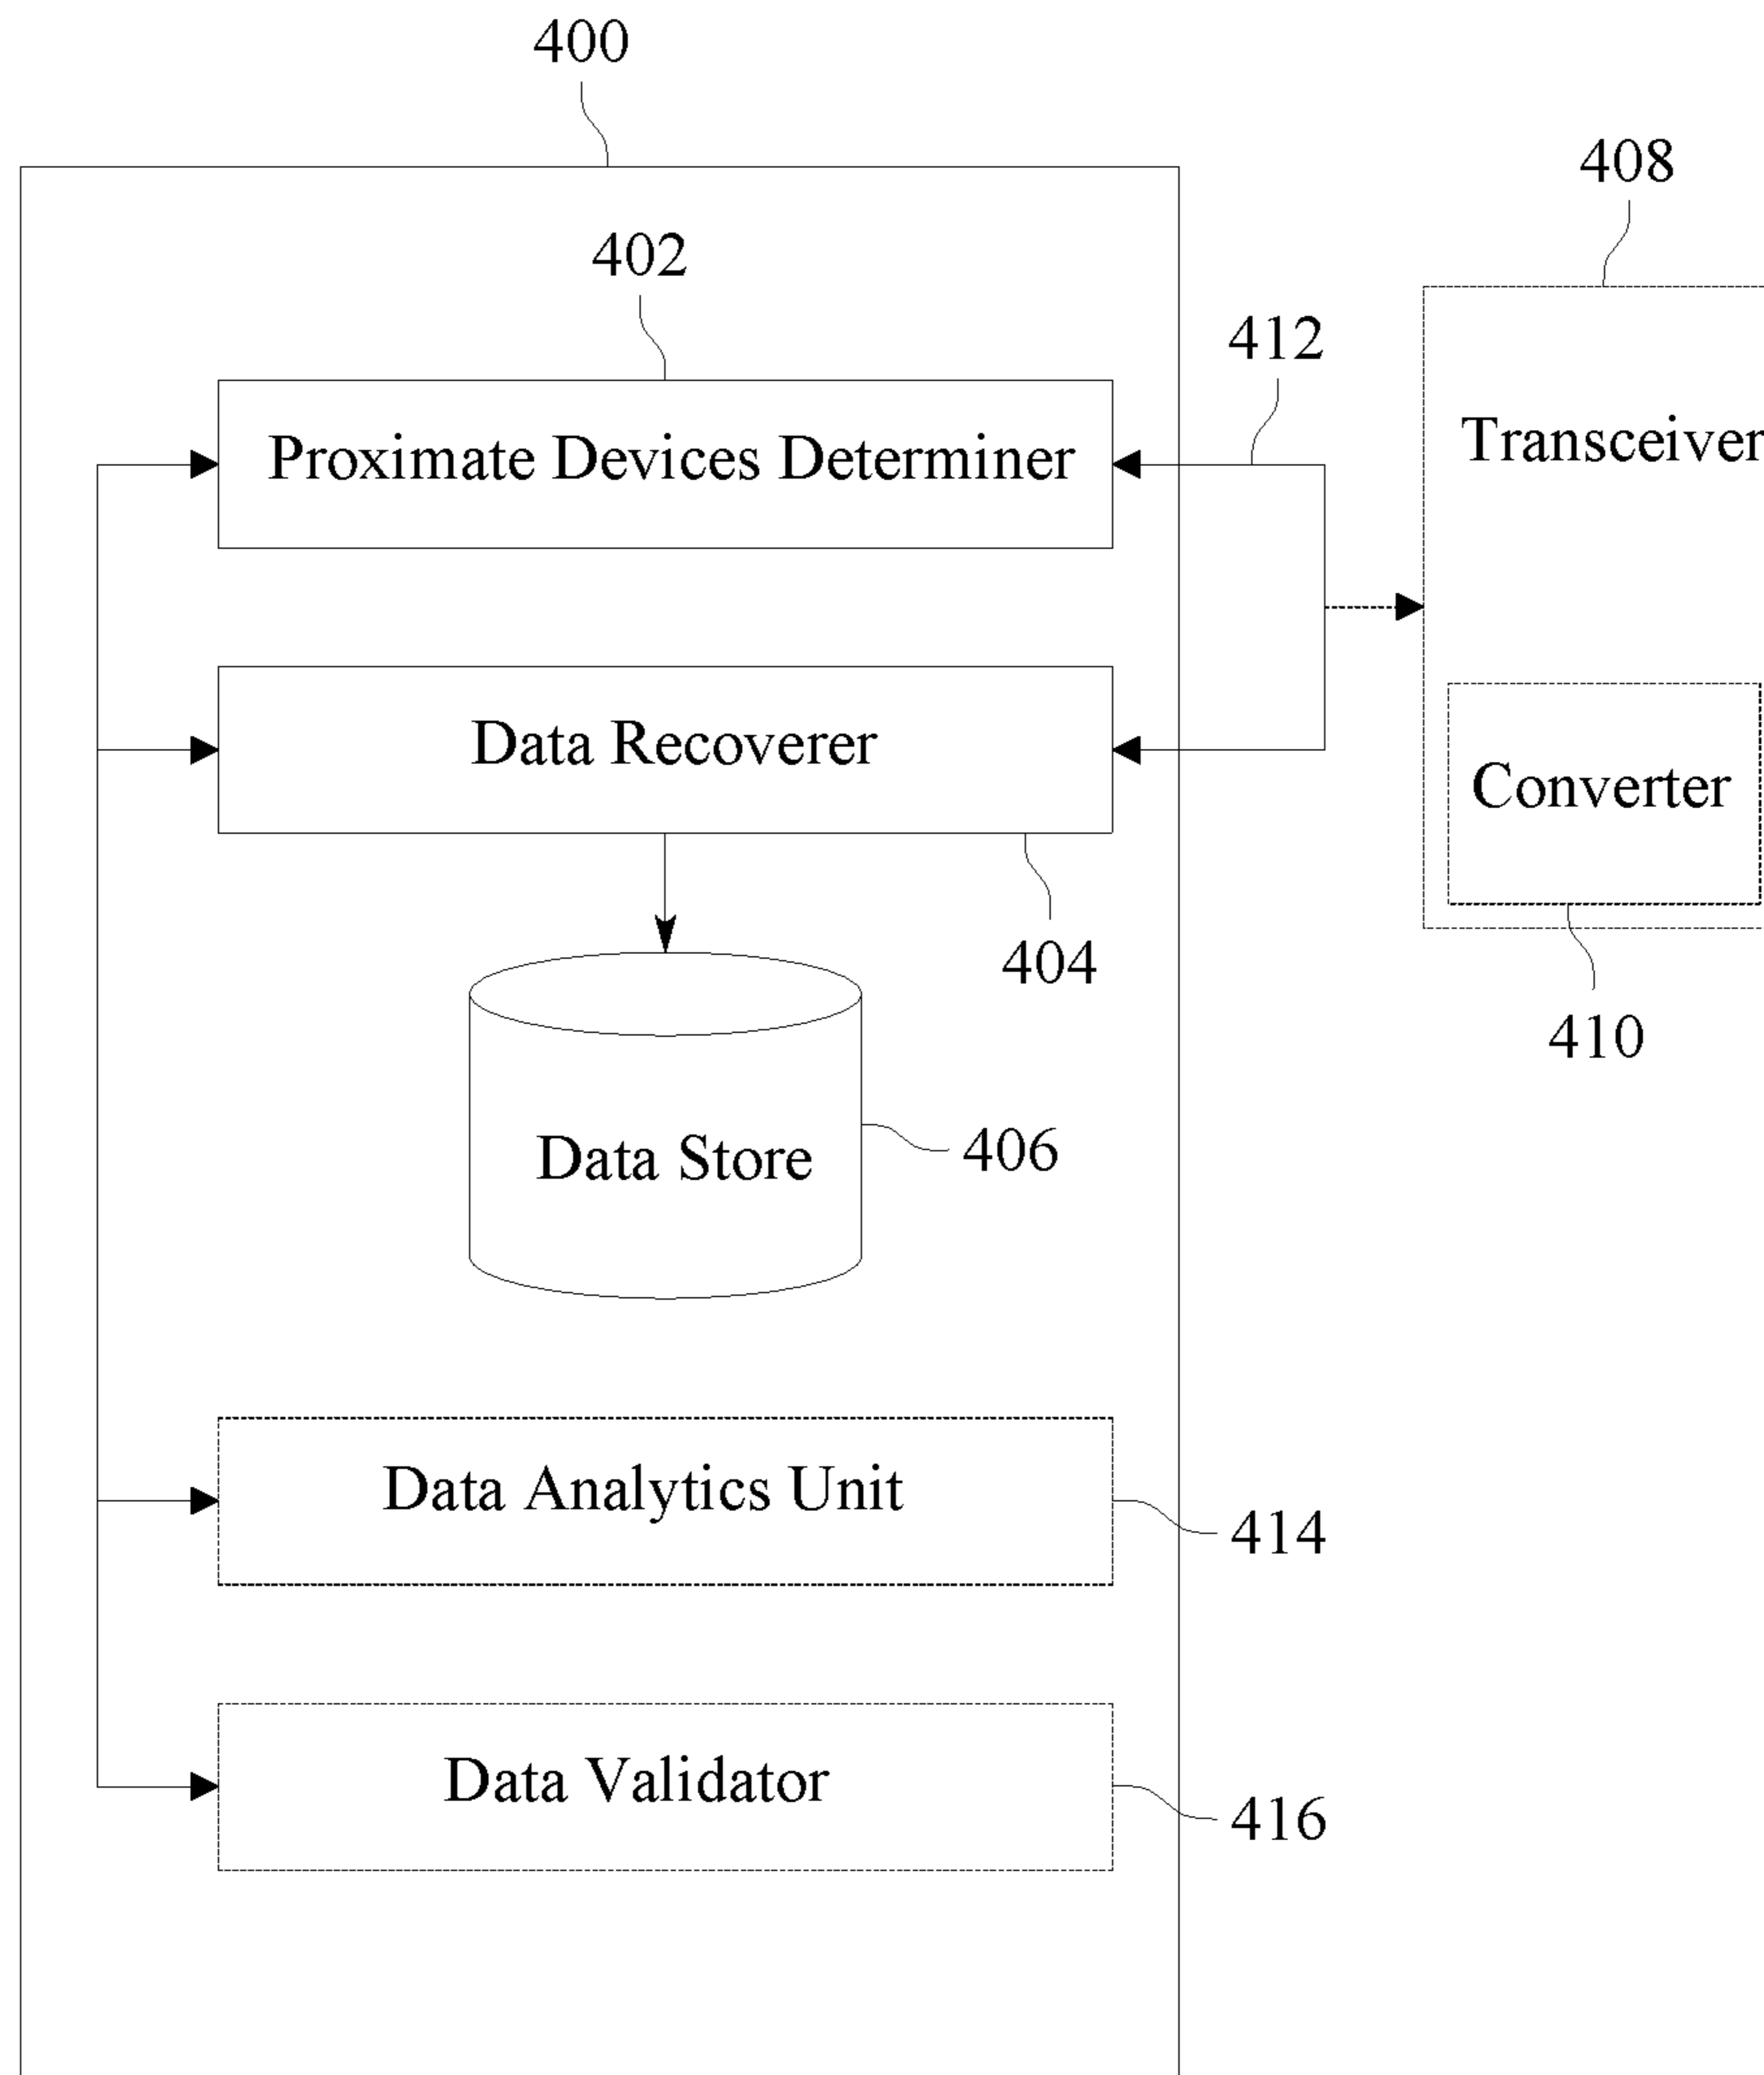 400
408
402
412
Proximate Devices Determiner
Transceiver
Data Recoverer
Converter
404
410
Data Store
406
Data Analytics Unit
414
Data Validator
416